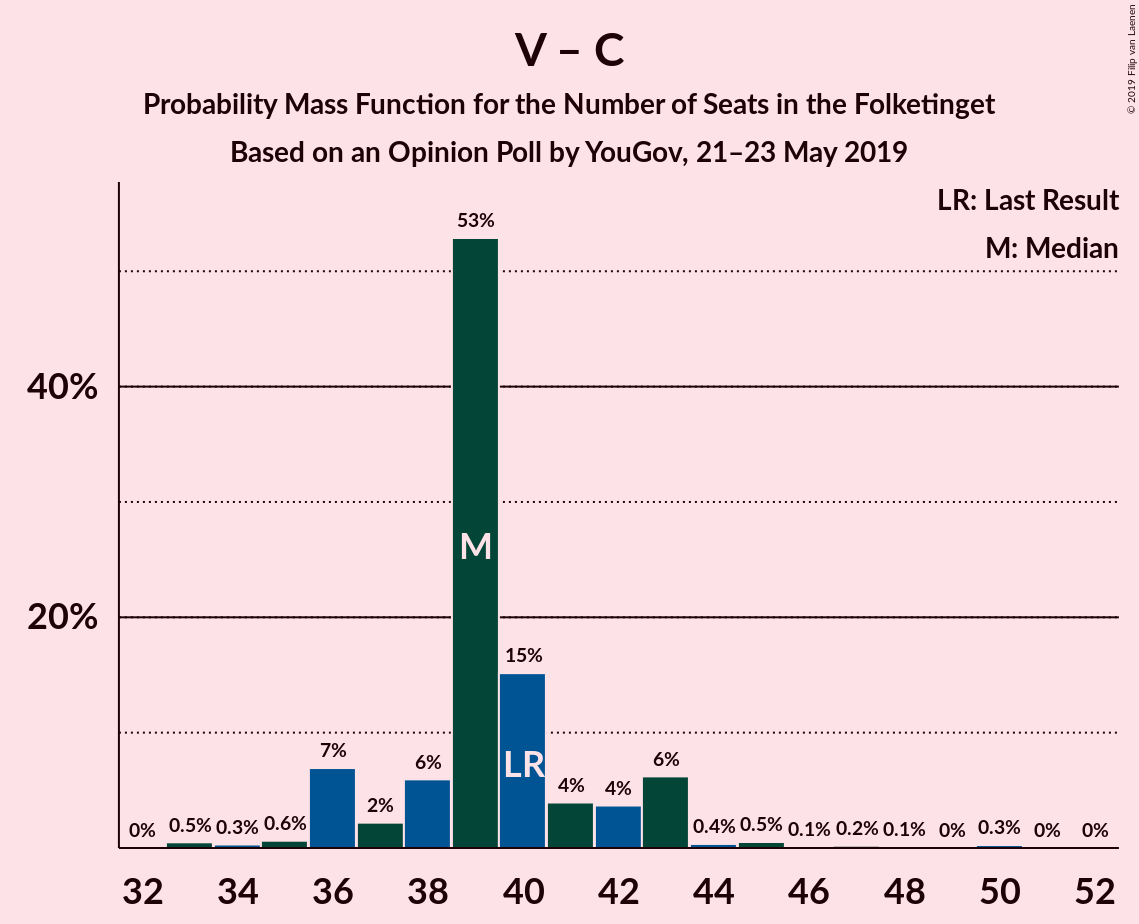 V – C
Probability Mass Function for the Number of Seats in the Folketinget
Based on an Opinion Poll by YouGov, 21–23 May 2019
© 2019 Filip van Laenen
LR: Last Result
M: Median
40%
20%
0%
0.5%
0.3%
0.6%
7%
2%
6%
53%
M
15%
LR
4%
4%
6%
0.4%
0.5%
0.1%
0.2%
0.1%
0%
0.3%
0%
0%
32 34 36 38 40 42 44 46 48 50 52